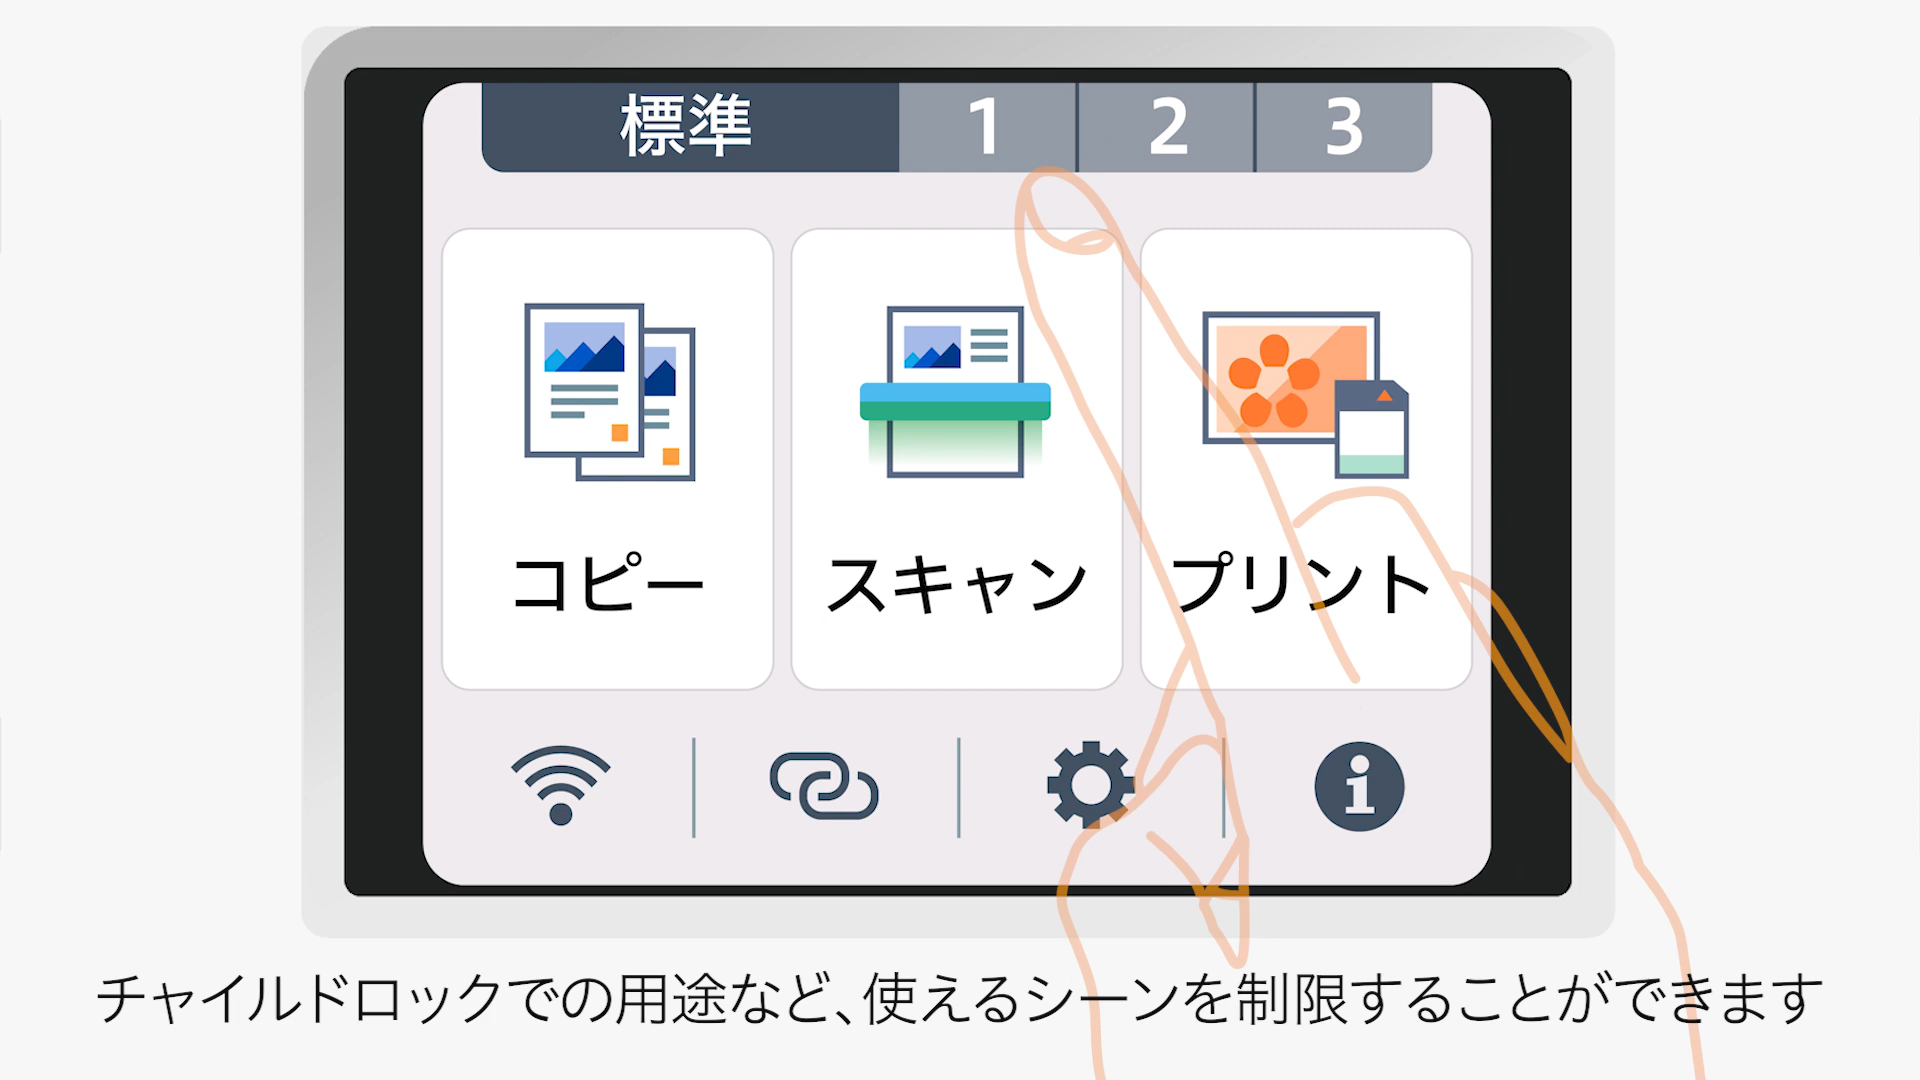 標準 1 2 3
コピー スキャン プリント
チャイルドロックでの用途など、使えるシーンを制限することができます